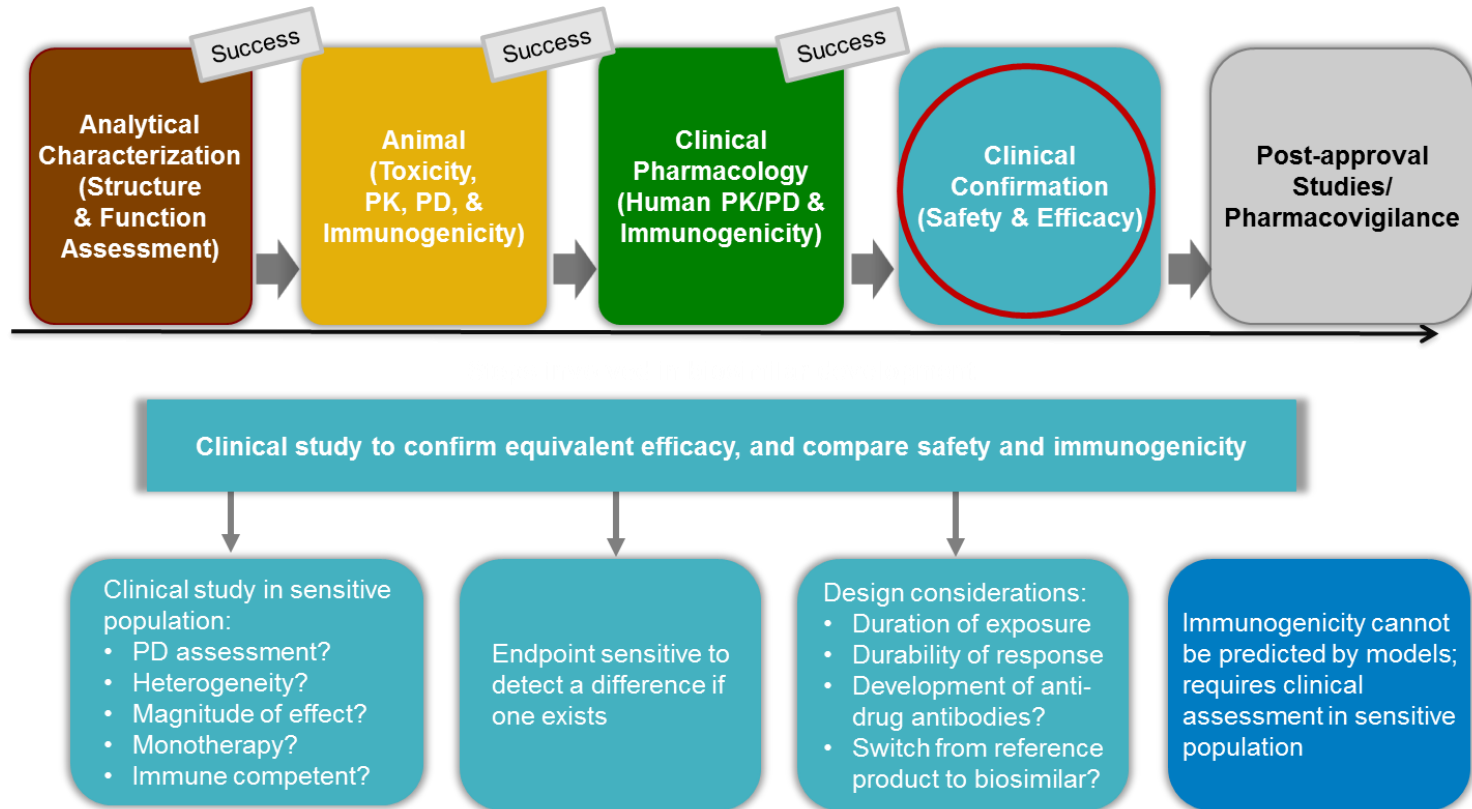 Success
Success
Success
Analytical
Characterization
(Structure
& Function
Assessment)
Animal
(Toxicity,
PK, PD, &
Immunogenicity)
Clinical
Pharmacology
(Human PK/PD &
Immunogenicity)
Clinical
Confirmation
(Safety & Efficacy)
Post-approval
Studies/
Pharmacovigilance
Clinical study to confirm equivalent efficacy, and compare safety and immunogenicity
Clinical study in sensitive
population:
• PD assessment?
• Heterogeneity?
• Magnitude of effect?
• Monotherapy?
• Immune competent?
Endpoint sensitive to
detect a difference if
one exists
Design considerations:
• Duration of exposure
• Durability of response
• Development of anti-
drug antibodies?
• Switch from reference
product to biosimilar?
Immunogenicity cannot
be predicted by models;
requires clinical
assessment in sensitive
population